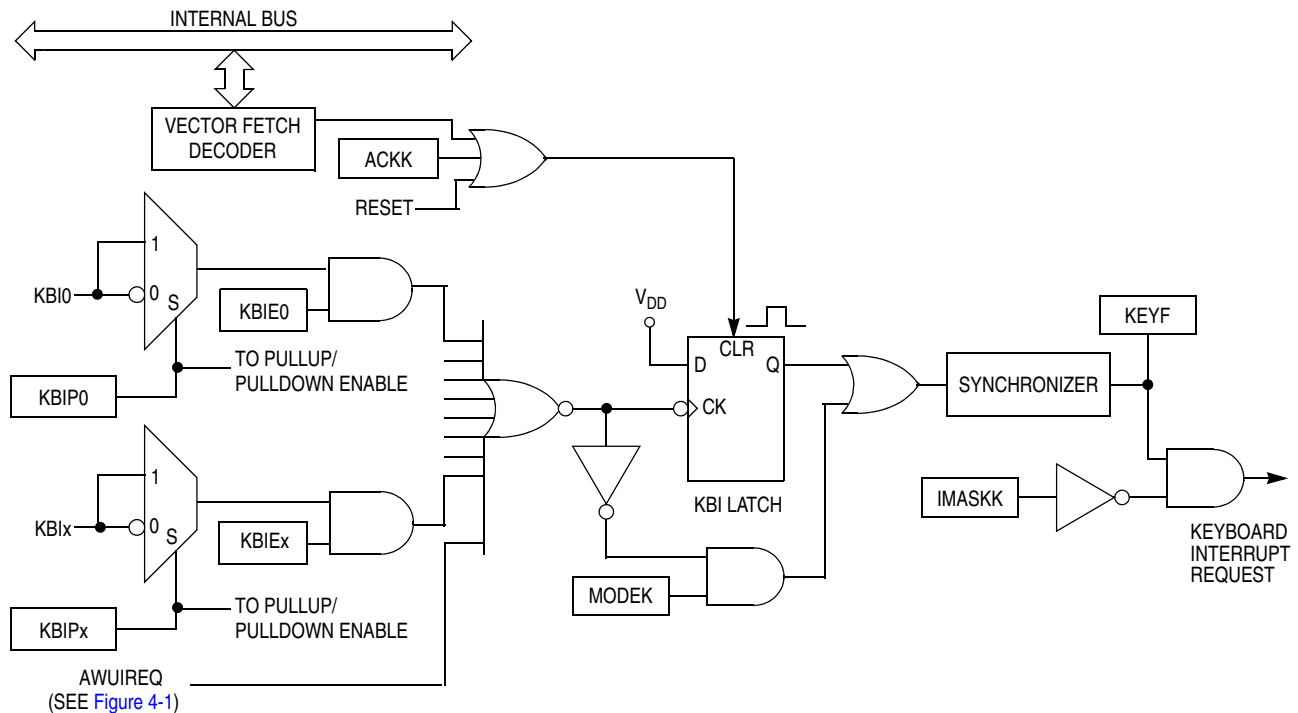 INTERNAL BUS
VECTOR FETCH
DECODER
ACKK
RESET
1
KBI0
0
S
KBIE0
TO PULLUP/
PULLDOWN ENABLE
KBIP0
VDD
CLR
D
Q
CK
KBI LATCH
KEYF
SYNCHRONIZER
1
KBIx
0
S
KBIEx
TO PULLUP/
PULLDOWN ENABLE
KBIPx
MODEK
IMASKK
KEYBOARD
INTERRUPT
REQUEST
AWUIREQ
(SEE Figure 4-1)